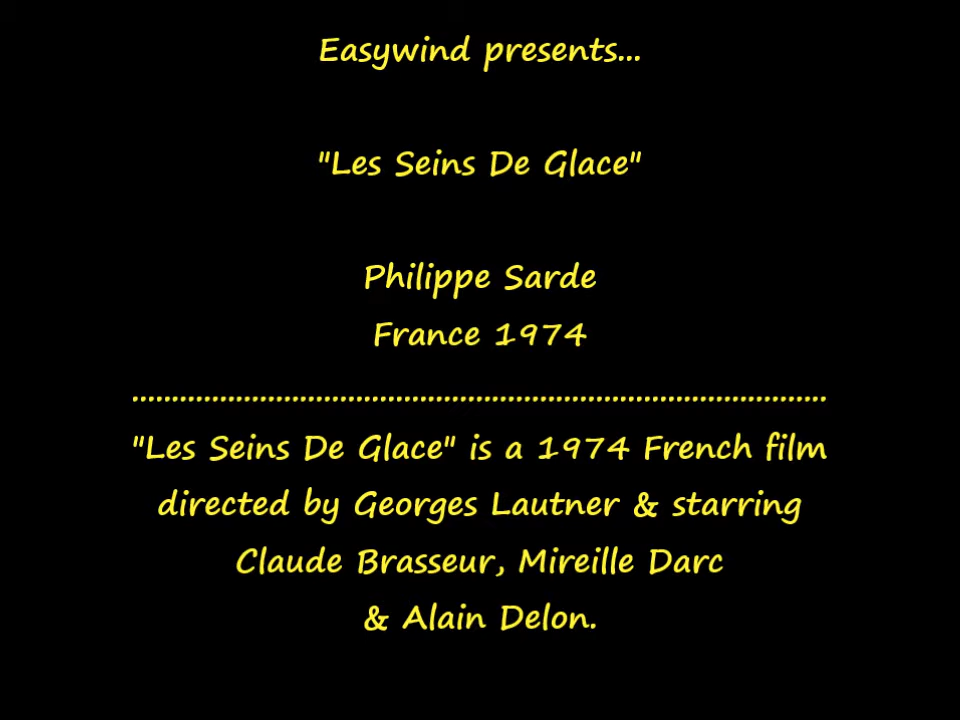 Easywind presents...
"Les Seins De Glace"
Philippe Sarde
France 1974
.......................................................................................
"Les Seins De Glace" is a 1974 French film
directed by Georges Lautner & starring
Claude Brasseur, Mireille Darc
& Alain Delon.